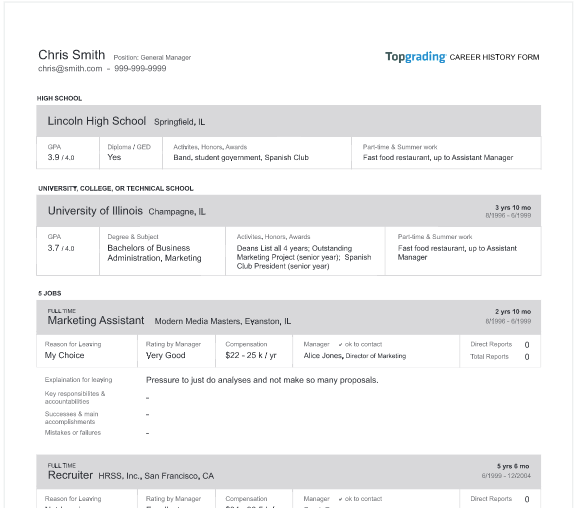 Chris Smith Position: General Manager
chris@smith.com - 999-999-9999
Topgrading CAREER HISTORY FORM
HIGH SCHOOL
Lincoln High School Springfield, IL
GPA Diploma / GED Activites, Honors, Awards Part-time & Summer work
3.9 / 4.0 Yes Band, student government, Spanish Club Fast food restaurant, up to Assistant Manager
UNIVERSITY, COLLEGE, OR TECHNICAL SCHOOL
University of Illinois Champagne, IL
3 yrs 10 mo
8/1996 - 6/1999
GPA Degree & Subject Activites, Honors, Awards Part-time & Summer work
3.7 / 4.0 Bachelors of Business Deans List all 4 years; Outstanding Fast food restaurant, up to Assistant
Administration, Marketing Marketing Project (senior year); Spanish Manager
Club President (senior year)
5 JOBS
FULL TIME
Marketing Assistant Modern Media Masters, Evanston, IL
2 yrs 10 mo
8/1996 - 6/1999
Reason for Leaving Rating by Manager Compensation Manager ✓ ok to contact Direct Reports 0
My Choice Very Good $22 - 25 k / yr Alice Jones, Director of Marketing Total Reports 0
Explaination for leaving Pressure to just do analyses and not make so many proposals.
Key responsibilites &
accountabilities -
Successes & main
accomplishments -
Mistakes or failures -
FULL TIME
Recruiter HRSS, Inc., San Francisco, CA
5 yrs 6 mo
6/1999 - 12/2004
Reason for Leaving Rating by Manager Compensation Manager ✓ ok to contact Direct Reports 0